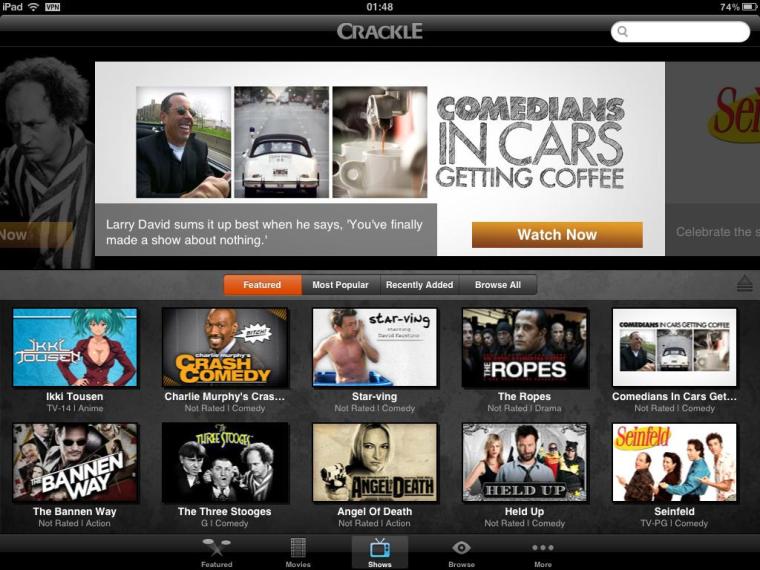 iPad VPN 01:48 74%
CRACKLE
COMEDIANS
IN CARS
GETTING COFFEE
Sei
Larry David sums it up best when he says, 'You've finally
made a show about nothing.'
Now
Watch Now
Celebrate the s
Featured Most Popular Recently Added Browse All
IKKI
TOUSEN
BITCH!
charlie murphy's
CRASH
COMEDY
star-ving
starring
David Faustino
THE ROPES
COMEDIANS IN CARS GETTING COFFEE
Ikki Tousen
TV-14 | Anime
Charlie Murphy's Cras...
Not Rated | Comedy
Star-ving
Not Rated | Comedy
The Ropes
Not Rated | Drama
Comedians In Cars Get...
Not Rated | Comedy
THE BANNEN
WAY
THE
THREE STOOGES
ANGEL OF DEATH
HELD UP
Seinfeld
The Bannen Way
Not Rated | Action
The Three Stooges
G | Comedy
Angel Of Death
Not Rated | Action
Held Up
Not Rated | Comedy
Seinfeld
TV-PG | Comedy
Featured Movies Shows Browse More